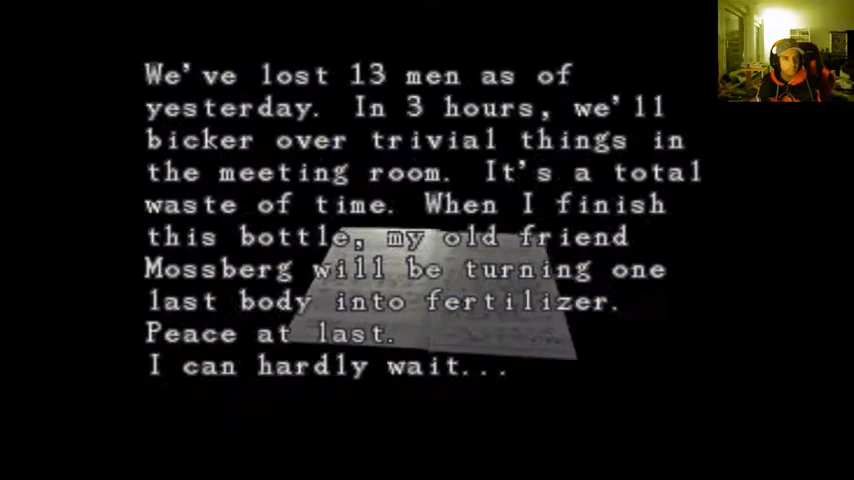 We've lost 13 men as of
yesterday. In 3 hours, we'll
bicker over trivial things in
the meeting room. It's a total
waste of time. When I finish
this bottle, my old friend
Mossberg will be turning one
last body into fertilizer.
Peace at last.
I can hardly wait...